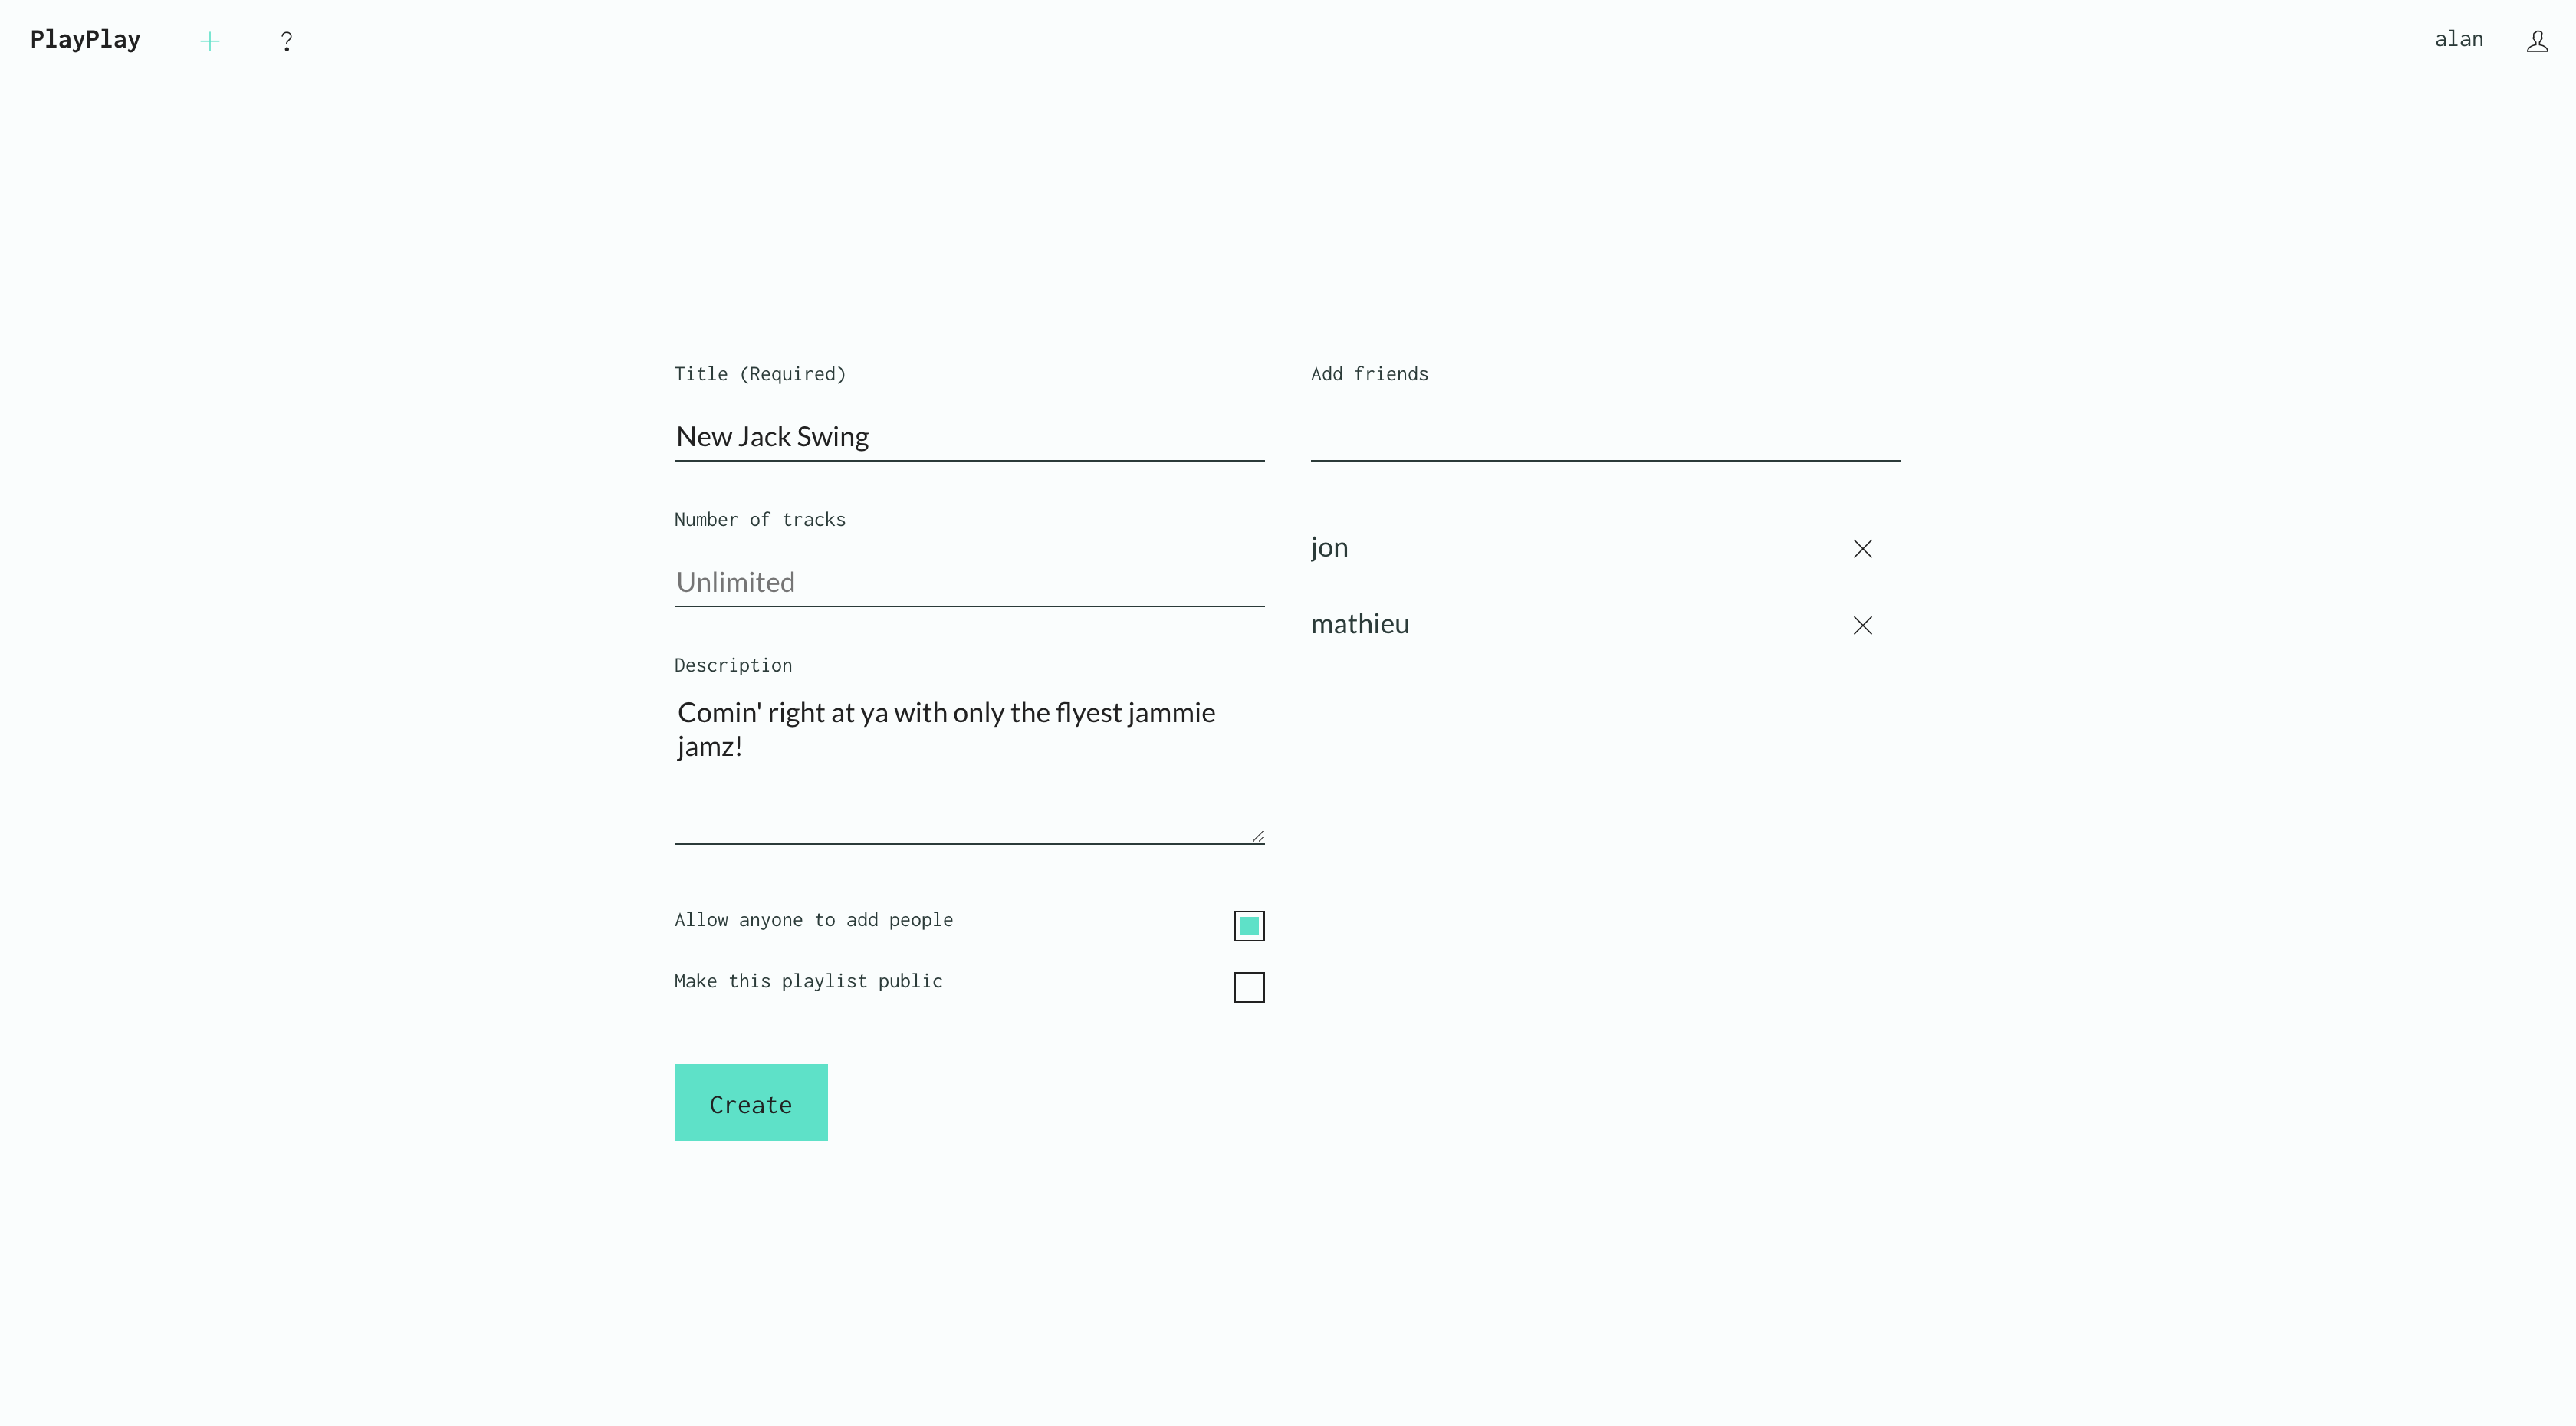 PlayPlay
?
alan
Title (Required)
New Jack Swing
Number of tracks
Unlimited
Description
Comin' right at ya with only the flyest jammie
jamz!
Allow anyone to add people
Make this playlist public
Create
Add friends
jon
mathieu